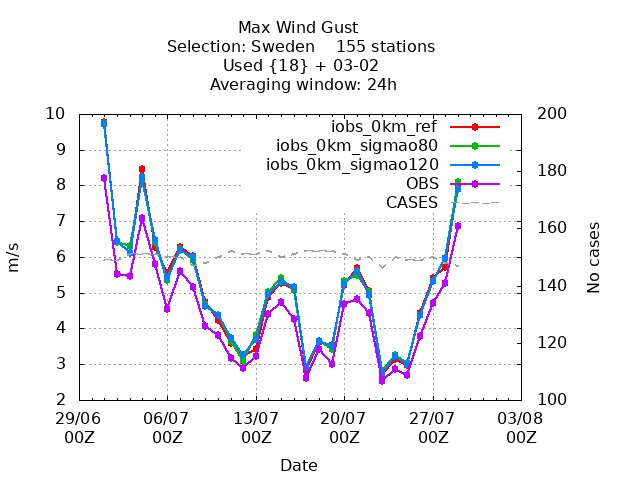 Max Wind Gust
Selection: Sweden 155 stations
Used {18} + 03-02
Averaging window: 24h
iobs_0km_ref
iobs_0km_sigmao80
iobs_0km_sigmao120
OBS
CASES
10
9
8
7
6
5
4
3
2
m/s
200
180
160
140
120
100
No cases
29/06 06/07 13/07 20/07 27/07 03/08
00Z 00Z 00Z 00Z 00Z 00Z
Date